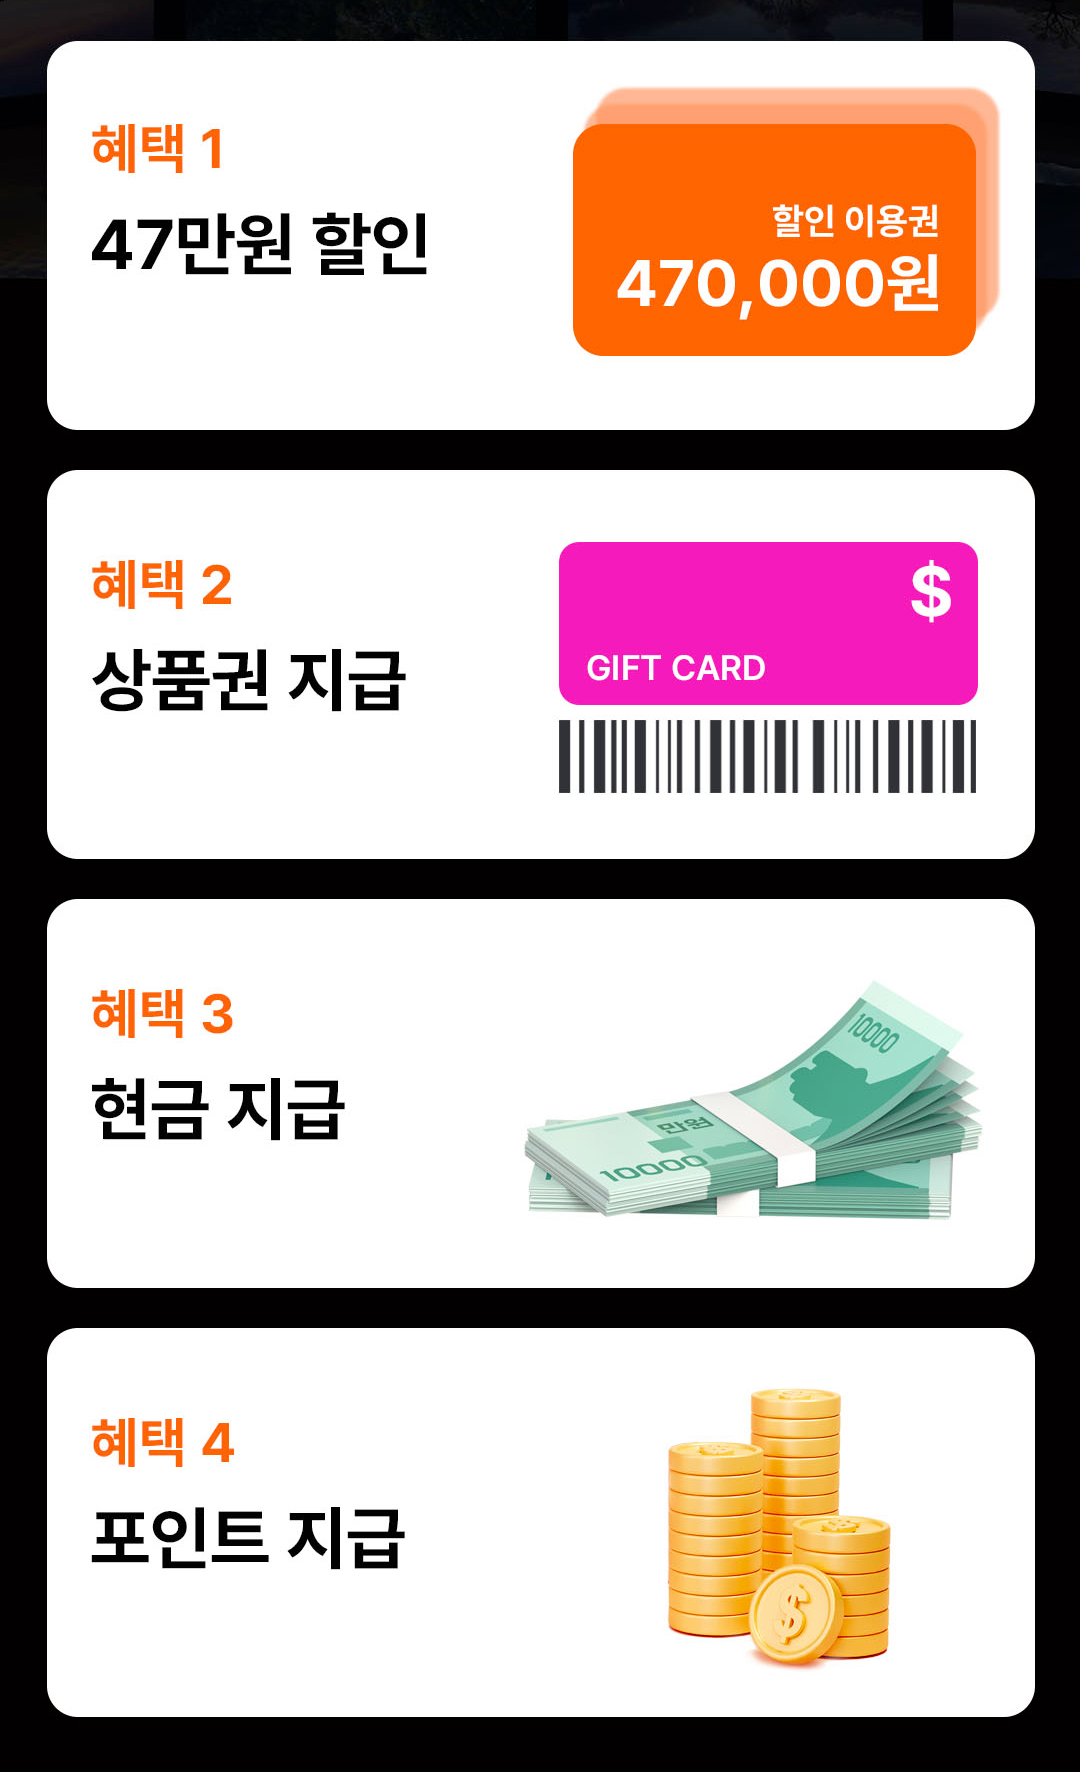 혜택 1
47만원 할인
할인 이용권
470,000원
혜택 2
상품권 지급
$
GIFT CARD
혜택 3
현금 지급
10000
만원
10000
혜택 4
포인트 지급
$